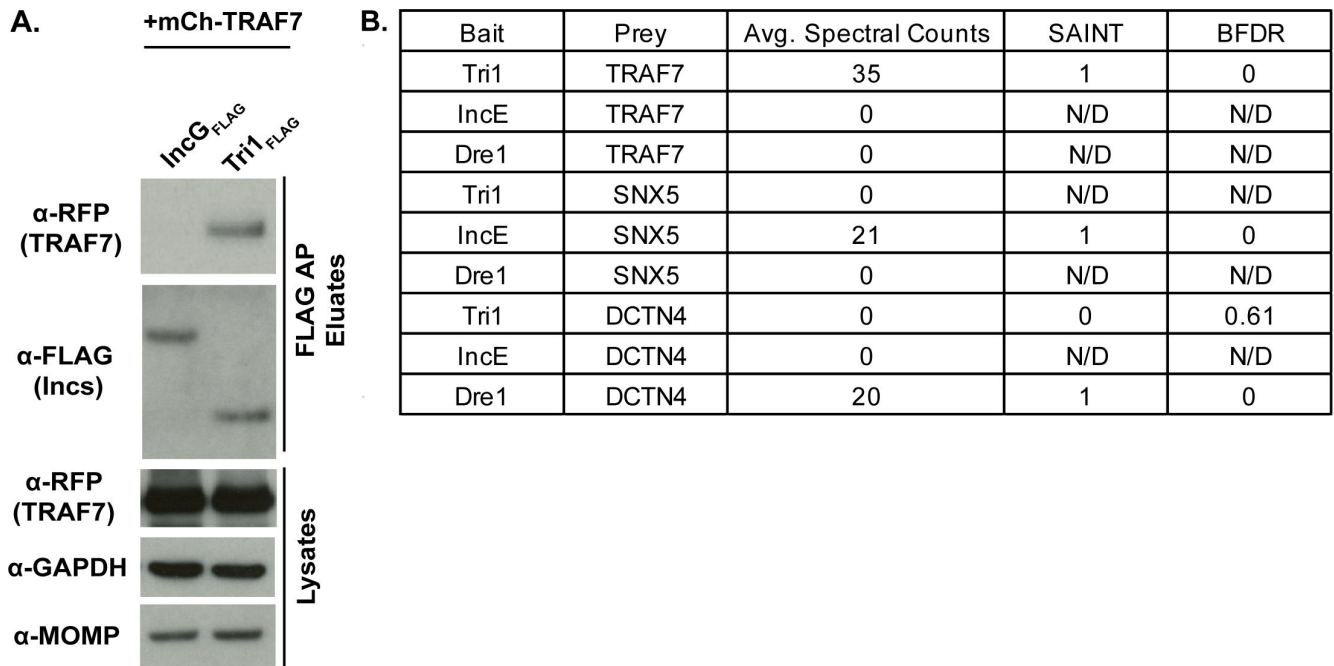 A.
+mCh-TRAF7
IncG FLAG
Tri1 FLAG
α-RFP
(TRAF7)
α-FLAG
(Incs)
FLAG AP
Eluates
α-RFP
(TRAF7)
α-GAPDH
α-MOMP
Lysates
B.
Bait Prey Avg. Spectral Counts SAINT BFDR
Tri1 TRAF7 35 1 0
IncE TRAF7 0 N/D N/D
Dre1 TRAF7 0 N/D N/D
Tri1 SNX5 0 N/D N/D
IncE SNX5 21 1 0
Dre1 SNX5 0 N/D N/D
Tri1 DCTN4 0 0 0.61
IncE DCTN4 0 N/D N/D
Dre1 DCTN4 20 1 0